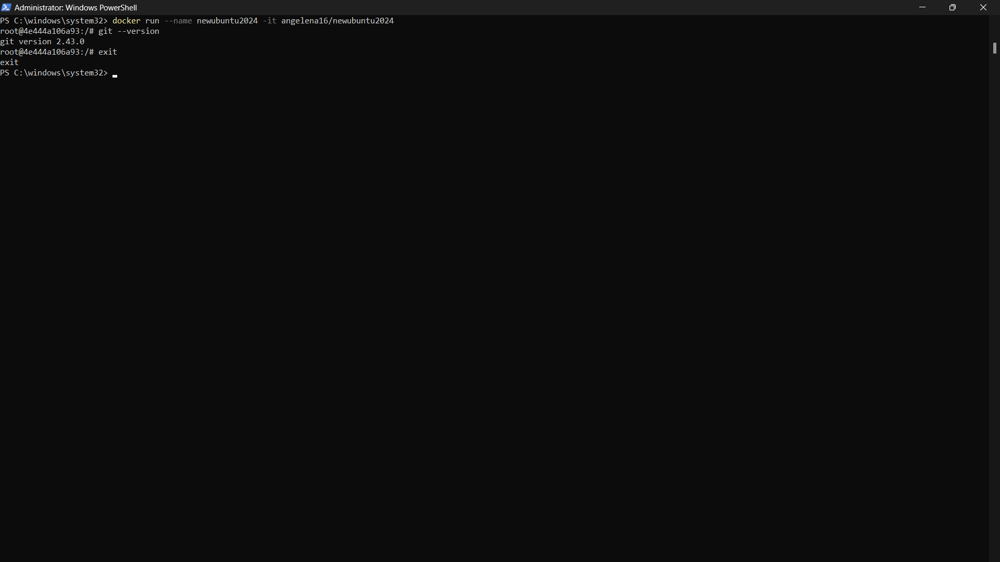 Administrator: Windows PowerShell
PS C:\windows\system32> docker run --name newubuntu2024 -it angelena16/newubuntu2024
root@4e444a106a93:/# git --version
git version 2.43.0
root@4e444a106a93:/# exit
exit
PS C:\windows\system32>